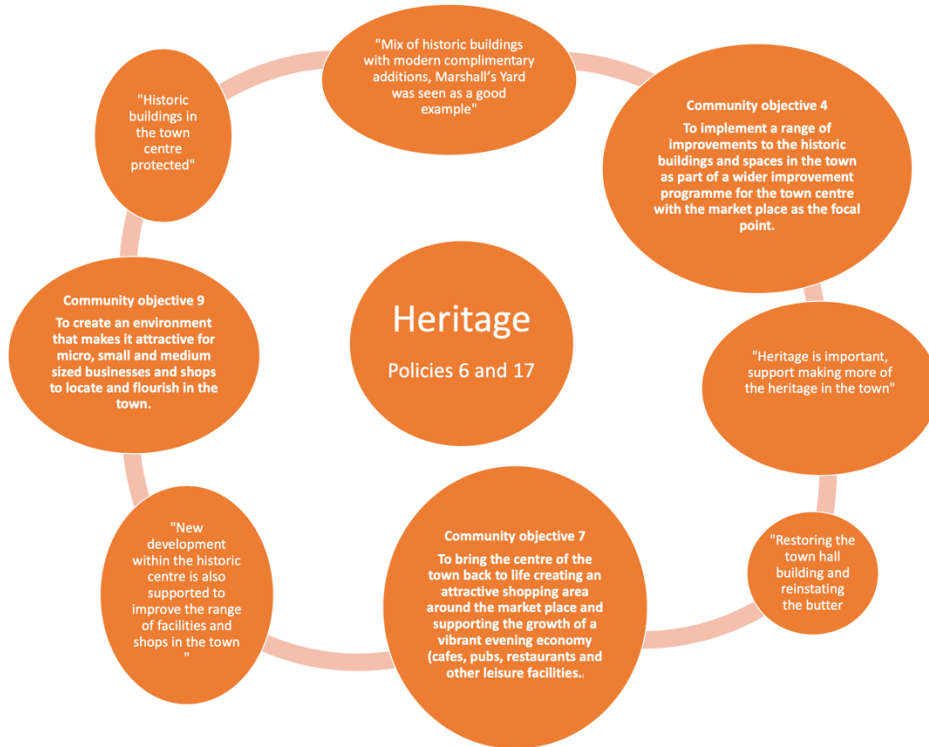 "Mix of historic buildings
with modern complimentary
additions, Marshall's Yard
was seen as a good
example"
Community objective 4
To implement a range of
improvements to the historic
buildings and spaces in the town
as part of a wider improvement
programme for the town centre
with the market place as the focal
point.
"Heritage is important,
support making more of
the heritage in the town"
"Restoring the
town hall
building and
reinstating
the butter
Community objective 7
To bring the centre of the
town back to life creating an
attractive shopping area
around the market place and
supporting the growth of a
vibrant evening economy
(cafes, pubs, restaurants and
other leisure facilities.)
"New
development
within the historic
centre is also
supported to
improve the range
of facilities and
shops in the town
"
Community objective 9
To create an environment
that makes it attractive for
micro, small and medium
sized businesses and shops
to locate and flourish in the
town.
"Historic
buildings in
the town
centre
protected"
Heritage
Policies 6 and 17